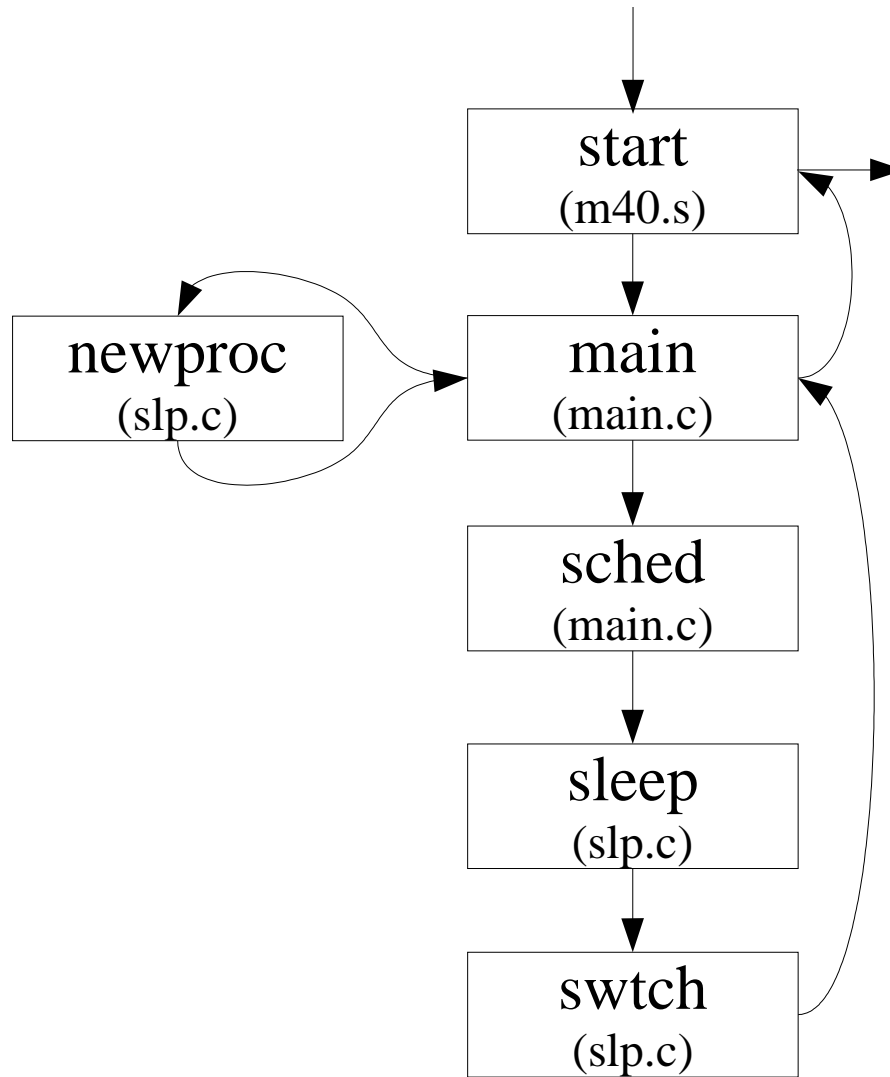 start
(m40.s)
newproc
(slp.c)
main
(main.c)
sched
(main.c)
sleep
(slp.c)
swtch
(slp.c)